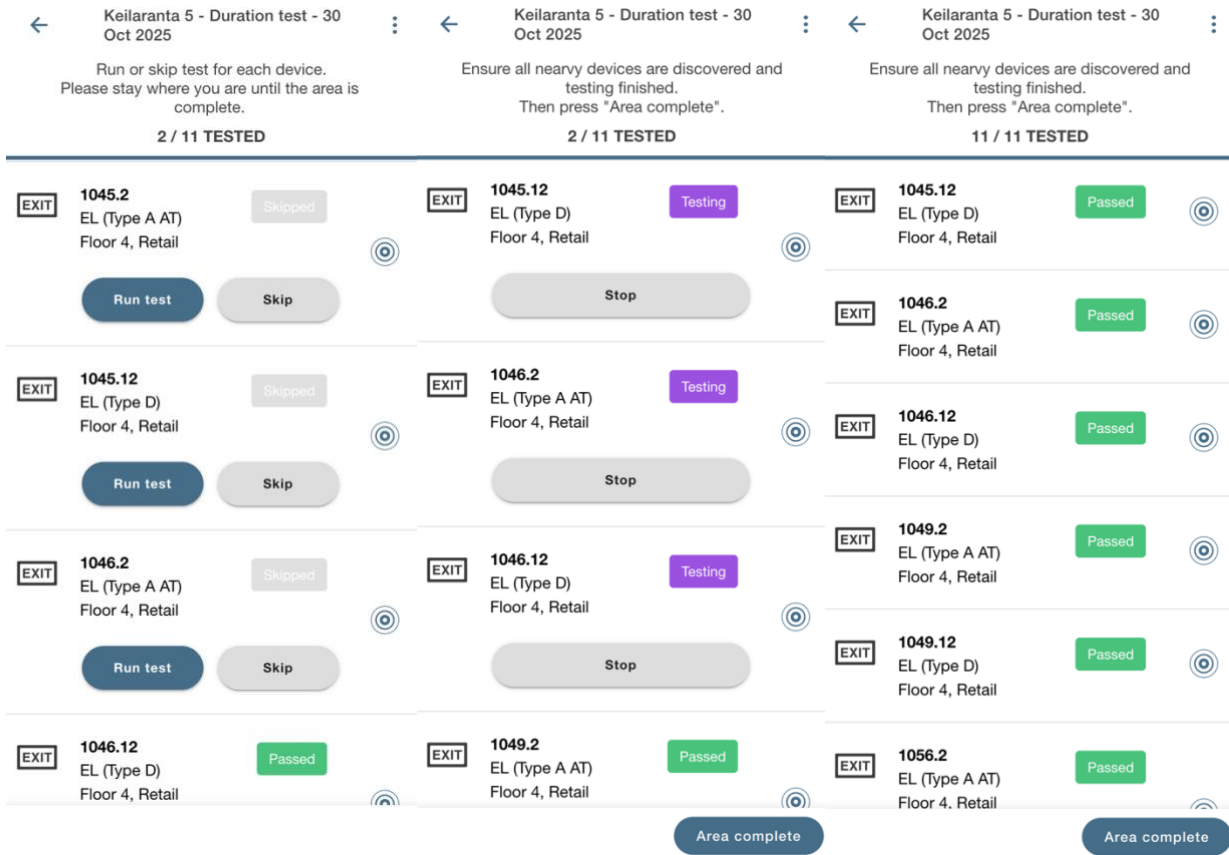 Keilaranta 5 - Duration test - 30
Oct 2025
Run or skip test for each device.
Please stay where you are until the area is
complete.
2 / 11 TESTED
EXIT
1045.2
EL (Type A AT)
Floor 4, Retail
Skipped
Run test
Skip
EXIT
1045.12
EL (Type D)
Floor 4, Retail
Skipped
Run test
Skip
EXIT
1046.2
EL (Type A AT)
Floor 4, Retail
Skipped
Run test
Skip
EXIT
1046.12
EL (Type D)
Floor 4, Retail
Passed
Keilaranta 5 - Duration test - 30
Oct 2025
Ensure all nearvy devices are discovered and
testing finished.
Then press "Area complete".
2 / 11 TESTED
EXIT
1045.12
EL (Type D)
Floor 4, Retail
Testing
Stop
EXIT
1046.2
EL (Type A AT)
Floor 4, Retail
Testing
Stop
EXIT
1046.12
EL (Type D)
Floor 4, Retail
Testing
Stop
EXIT
1049.2
EL (Type A AT)
Floor 4, Retail
Passed
Area complete
Keilaranta 5 - Duration test - 30
Oct 2025
Ensure all nearvy devices are discovered and
testing finished.
Then press "Area complete".
11 / 11 TESTED
EXIT
1045.12
EL (Type D)
Floor 4, Retail
Passed
EXIT
1046.2
EL (Type A AT)
Floor 4, Retail
Passed
EXIT
1046.12
EL (Type D)
Floor 4, Retail
Passed
EXIT
1049.2
EL (Type A AT)
Floor 4, Retail
Passed
EXIT
1049.12
EL (Type D)
Floor 4, Retail
Passed
EXIT
1056.2
EL (Type A AT)
Floor 4, Retail
Passed
Area complete